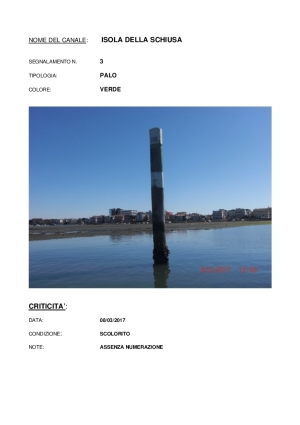 NOME DEL CANALE: ISOLA DELLA SCHIUSA
SEGNALAMENTO N. 3
TIPOLOGIA: PALO
COLORE: VERDE
CRITICITA':
DATA: 08/03/2017
CONDIZIONE: SCOLORITO
NOTE: ASSENZA NUMERAZIONE